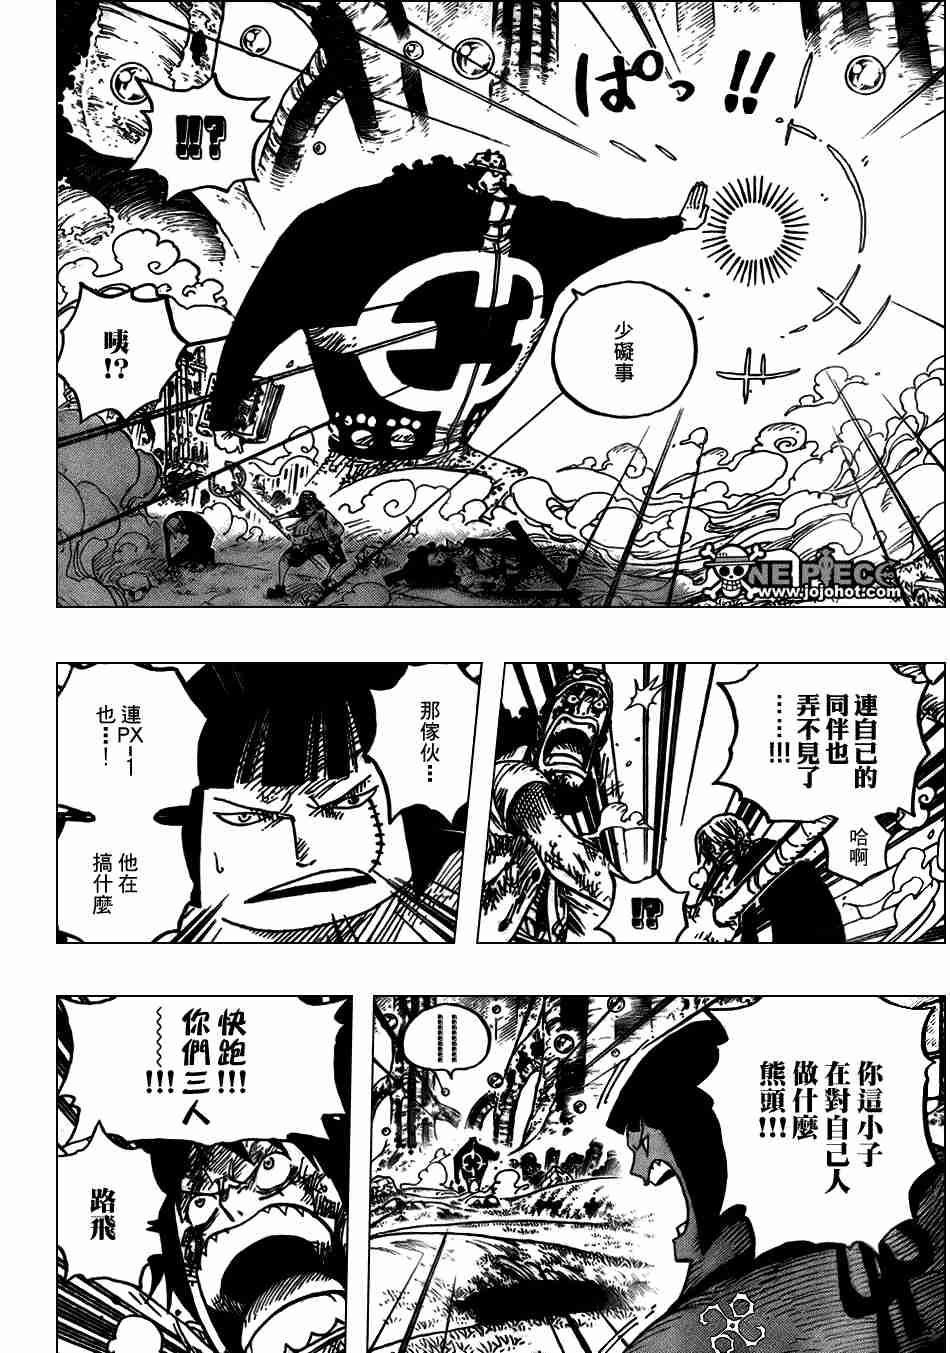 ぱっ!!
!!?
少礙事
咦!?
ONE PIECE
www.jojohot.com
連自己的
同伴也
弄不見了
……!!!
哈啊
!?
那傢伙…
連
PX-1
也…!
他在
搞什麼
你這小子
在對自己人
做什麼
熊頭!!!
…………
快跑!!!
你們三人
~~~!!!
路飛